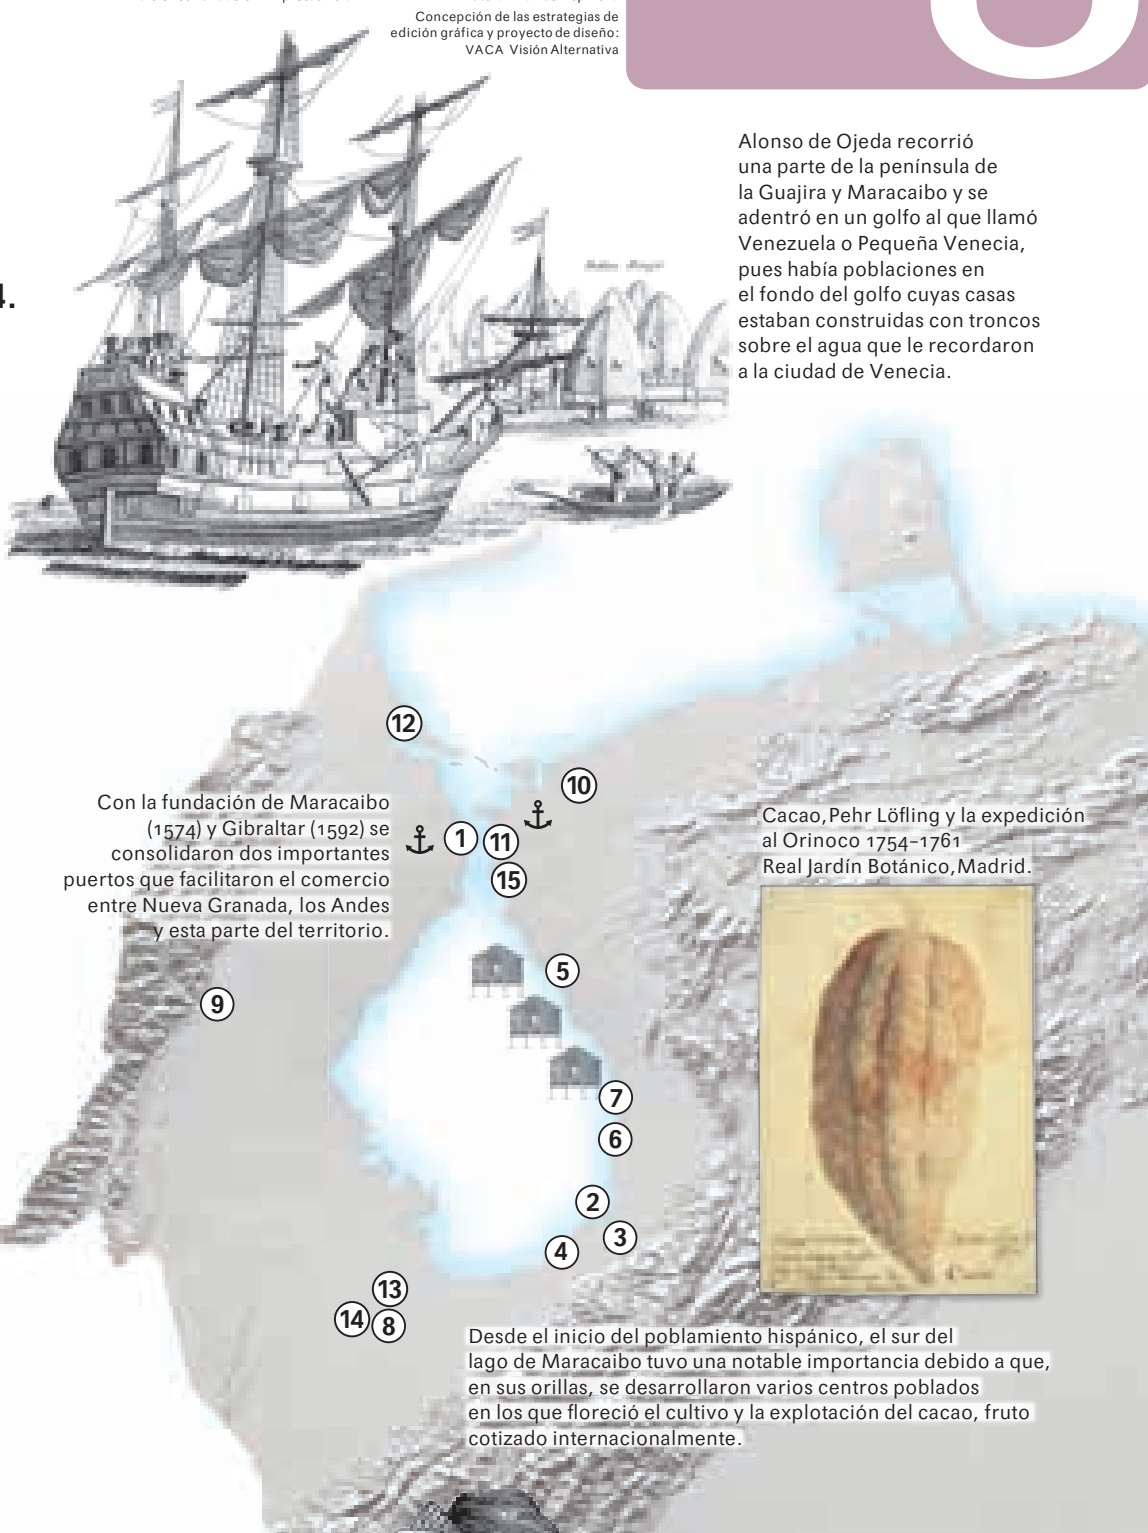 Concepción de las estrategias de
edición gráfica y proyecto de diseño:
VACA Visión Alternativa
Alonso de Ojeda recorrió
una parte de la península de
la Guajira y Maracaibo y se
adentró en un golfo al que llamó
Venezuela o Pequeña Venecia,
pues había poblaciones en
el fondo del golfo cuyas casas
estaban construidas con troncos
sobre el agua que le recordaron
a la ciudad de Venecia.
12
10
Con la fundación de Maracaibo
(1574) y Gibraltar (1592) se
consolidaron dos importantes
puertos que facilitaron el comercio
entre Nueva Granada, los Andes
y esta parte del territorio.
1
11
15
Cacao, Pehr Löfling y la expedición
al Orinoco 1754-1761
Real Jardín Botánico, Madrid.
5
9
7
6
2
3
4
13
14
8
Desde el inicio del poblamiento hispánico, el sur del
lago de Maracaibo tuvo una notable importancia debido a que,
en sus orillas, se desarrollaron varios centros poblados
en los que floreció el cultivo y la explotación del cacao, fruto
cotizado internacionalmente.